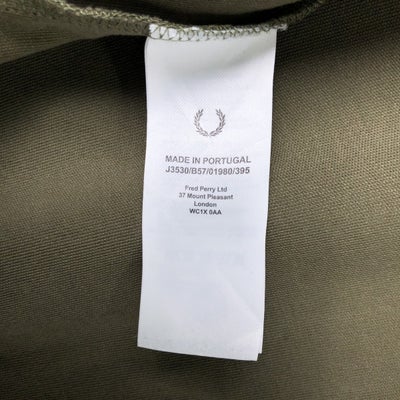 MADE IN PORTUGAL
J3530/B57/01980/395
Fred Perry Ltd
37 Mount Pleasant
London
WC1X 0AA